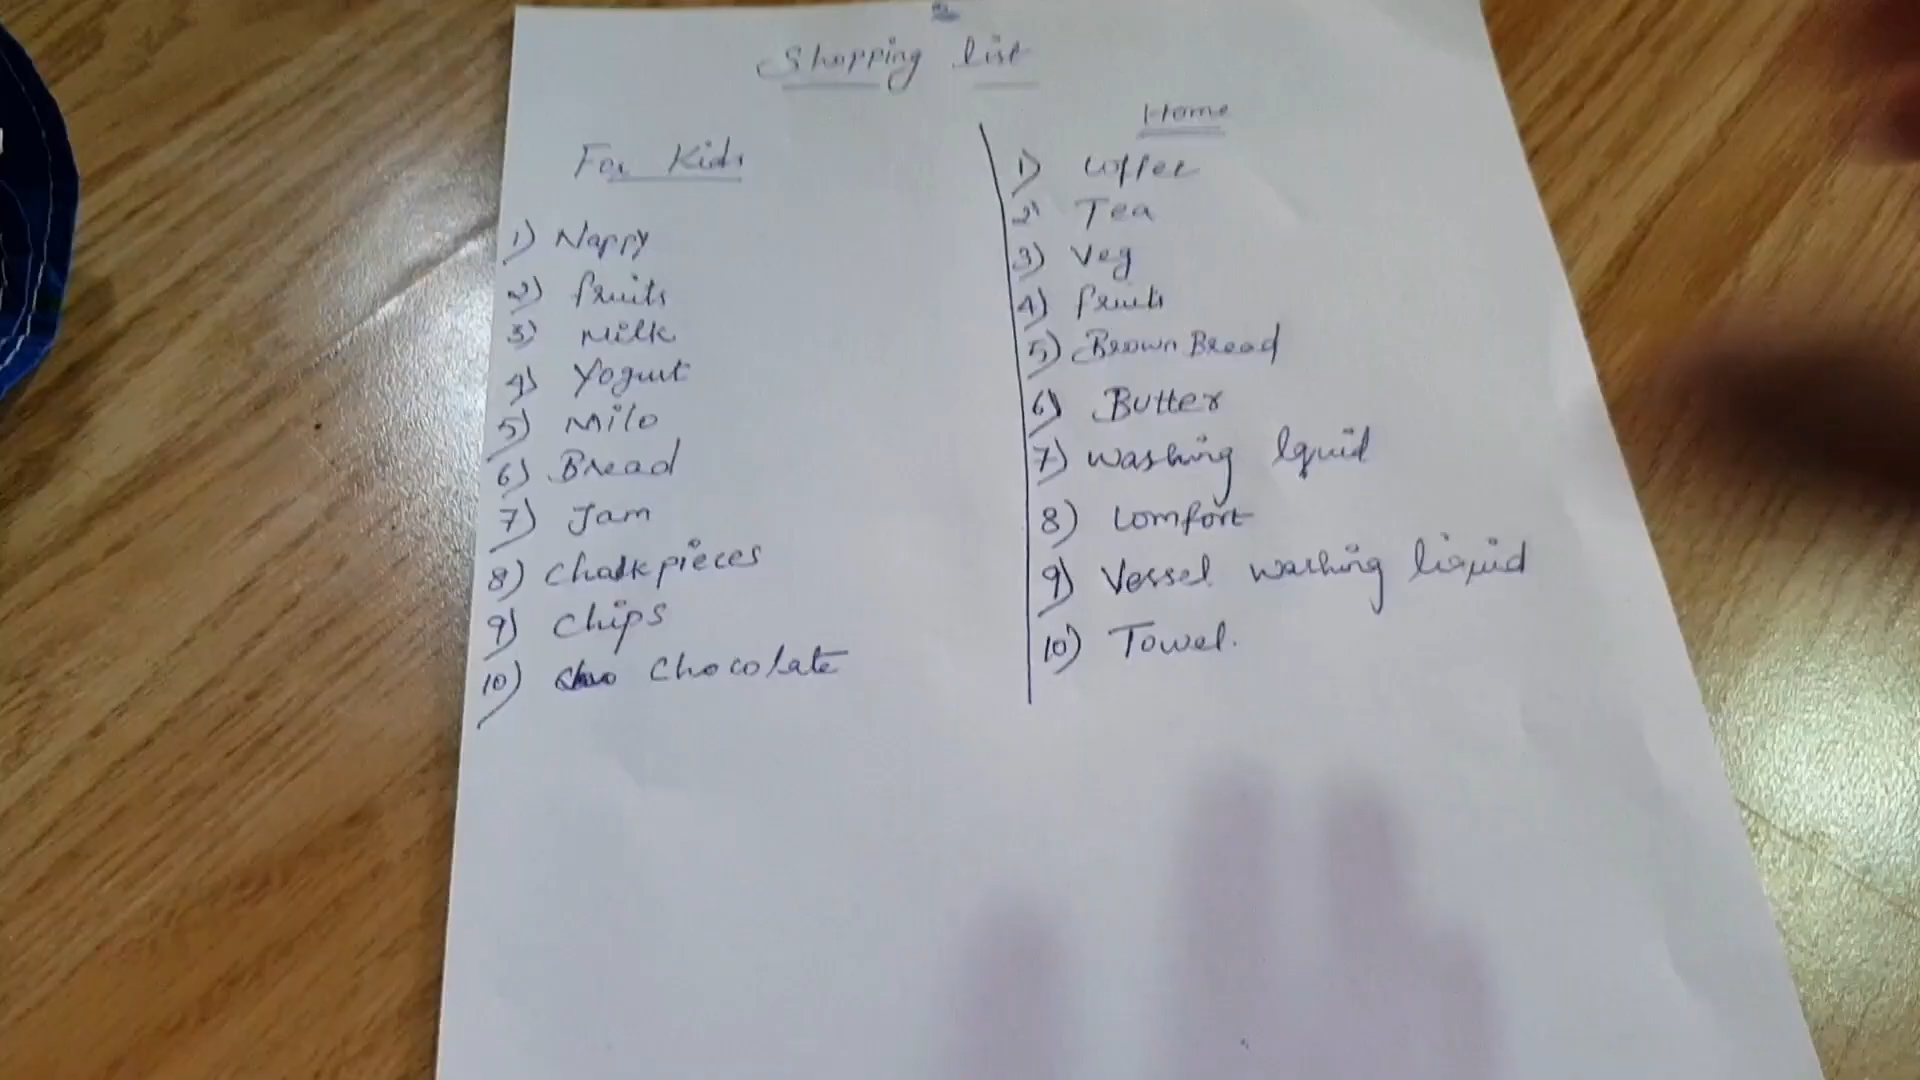 Shopping list
For Kids
1) Nappy
2) fruits
3) Milk
4) Yogurt
5) Milo
6) Bread
7) Jam
8) Chalkpieces
9) Chips
10) Chocolate
Home
1) Coffee
2) Tea
3) Veg
4) fruits
5) Brown Bread
6) Butter
7) washing lquid
8) Comfort
9) Vessel washing liquid
10) Towel.